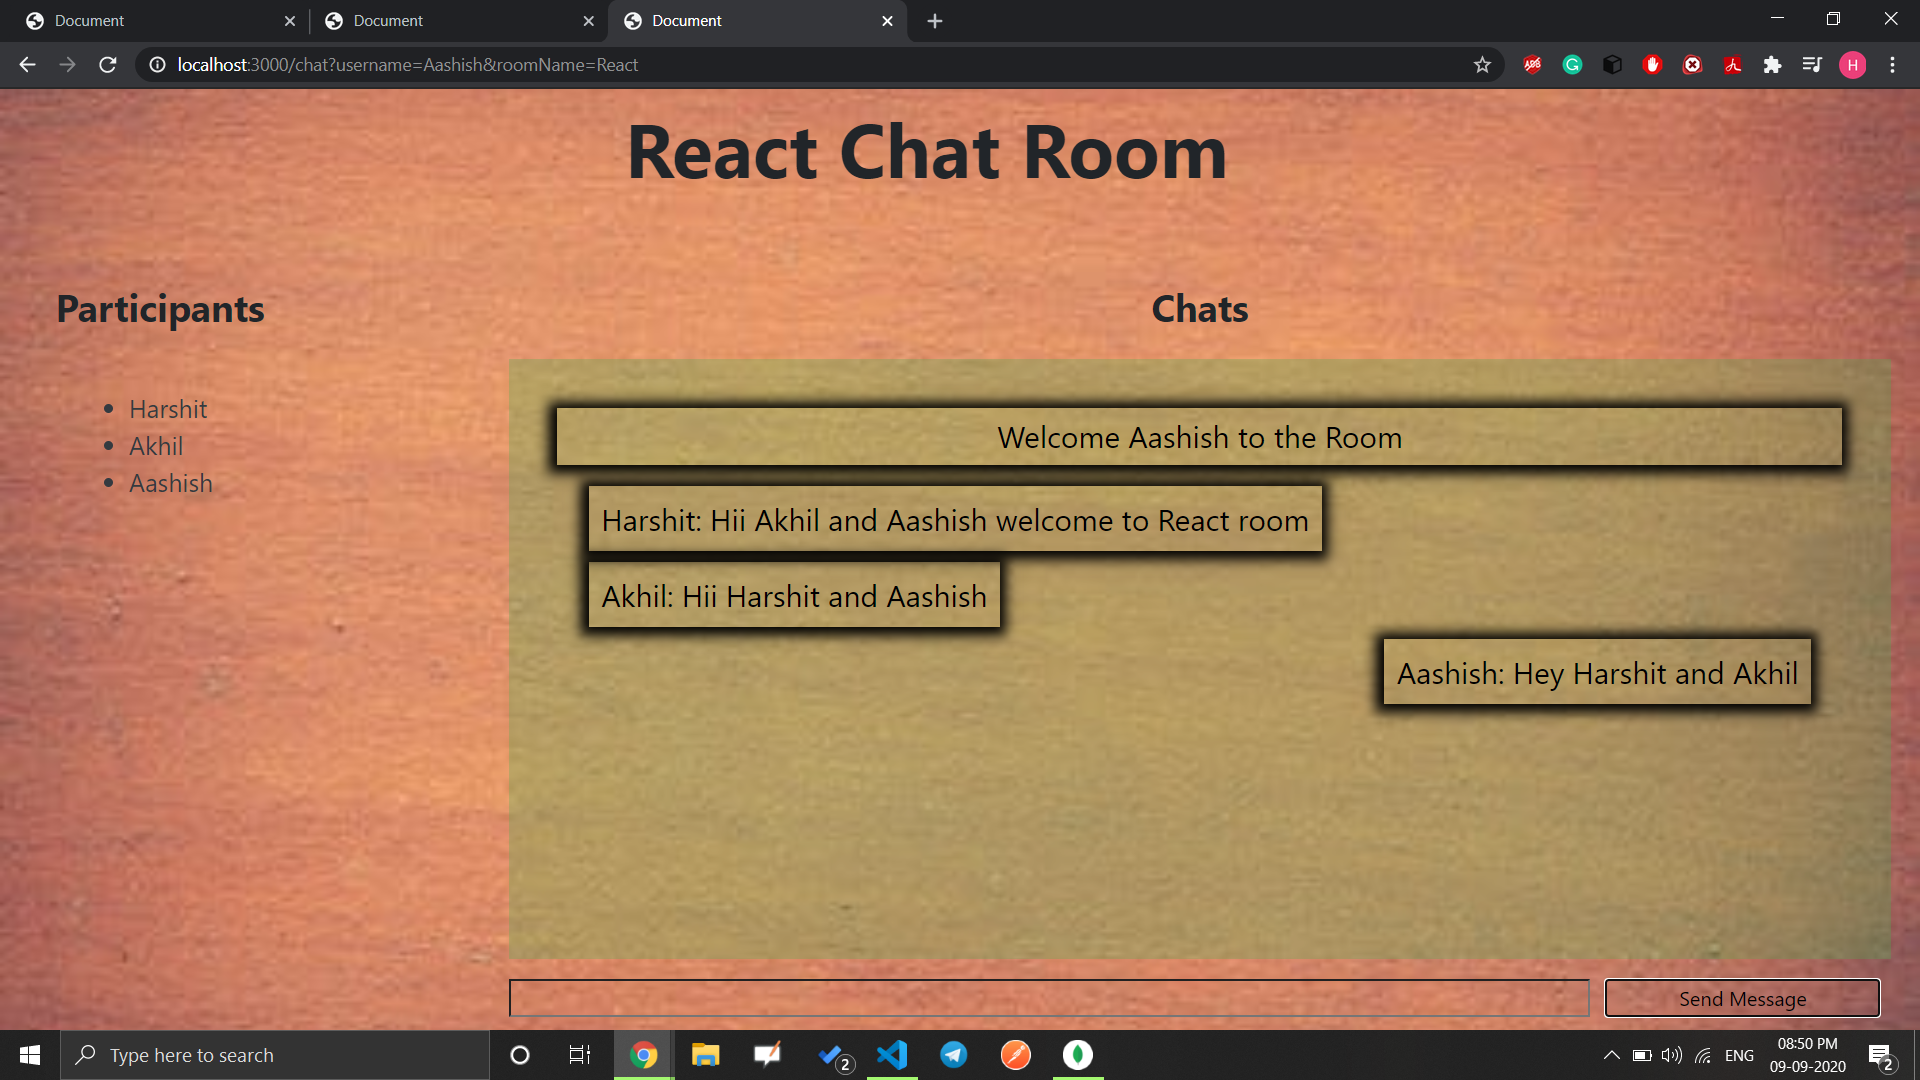 Document
Document
Document
localhost:3000/chat?username=Aashish&roomName=React
ABP
G
H
React Chat Room
Participants
Chats
Harshit
Akhil
Aashish
Welcome Aashish to the Room
Harshit: Hii Akhil and Aashish welcome to React room
Akhil: Hii Harshit and Aashish
Aashish: Hey Harshit and Akhil
Send Message
Type here to search
2
ENG
08:50 PM
09-09-2020
2